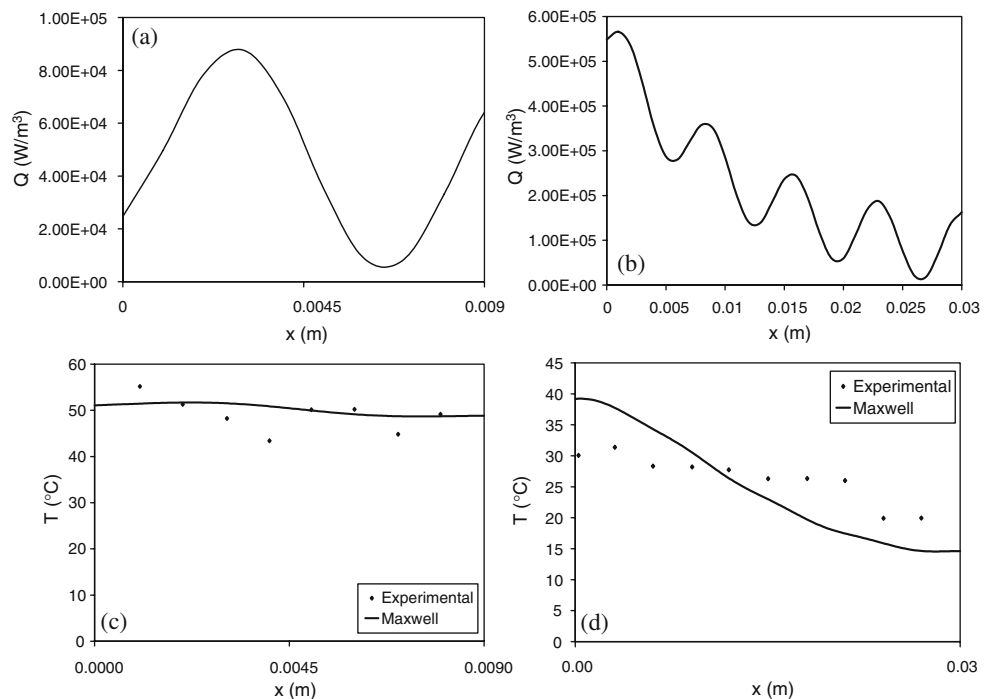 (a)
1.00E+05
8.00E+04
6.00E+04
4.00E+04
2.00E+04
0.00E+00
Q (W/m³)
0 0.0045 0.009
x (m)
(b)
6.00E+05
5.00E+05
4.00E+05
3.00E+05
2.00E+05
1.00E+05
0.00E+00
Q (W/m³)
0 0.005 0.01 0.015 0.02 0.025 0.03
x (m)
60
50
40
30
20
10
0
T (°C)
Experimental
Maxwell
(c)
0.0000 0.0045 0.0090
x (m)
45
40
35
30
25
20
15
10
5
0
T (°C)
Experimental
Maxwell
(d)
0.00 0.03
x (m)